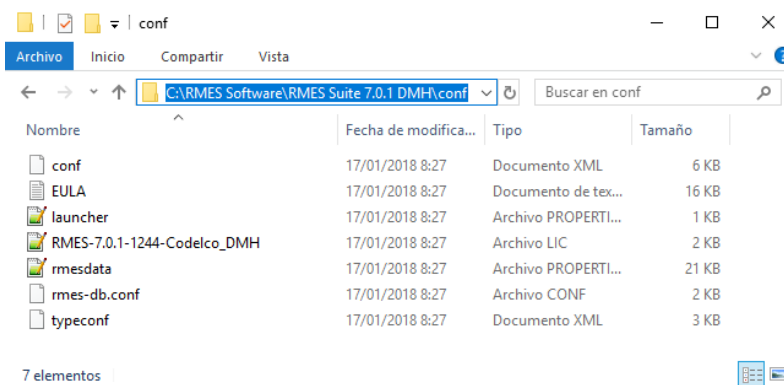 conf
Archivo Inicio Compartir Vista
C:\RMES Software\RMES Suite 7.0.1 DMH\conf Buscar en conf
Nombre Fecha de modifica... Tipo Tamaño
conf 17/01/2018 8:27 Documento XML 6 KB
EULA 17/01/2018 8:27 Documento de tex... 16 KB
launcher 17/01/2018 8:27 Archivo PROPERTI... 1 KB
RMES-7.0.1-1244-Codelco_DMH 17/01/2018 8:27 Archivo LIC 2 KB
rmesdata 17/01/2018 8:27 Archivo PROPERTI... 21 KB
rmes-db.conf 17/01/2018 8:27 Archivo CONF 2 KB
typeconf 17/01/2018 8:27 Documento XML 3 KB
7 elementos